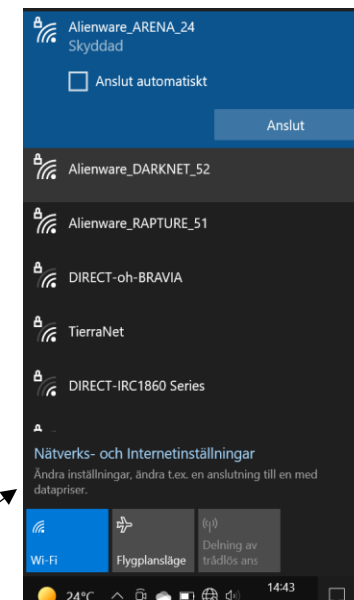 Alienware_ARENA_24
Skyddad
Anslut automatiskt
Anslut
Alienware_DARKNET_52
Alienware_RAPTURE_51
DIRECT-oh-BRAVIA
TierraNet
DIRECT-IRC1860 Series
Nätverks- och Internetinställningar
Ändra inställningar, ändra t.ex. en anslutning till en med
datapriser.
Wi-Fi
Flygplansläge
Delning av
trådlös ans
24°C
14:43